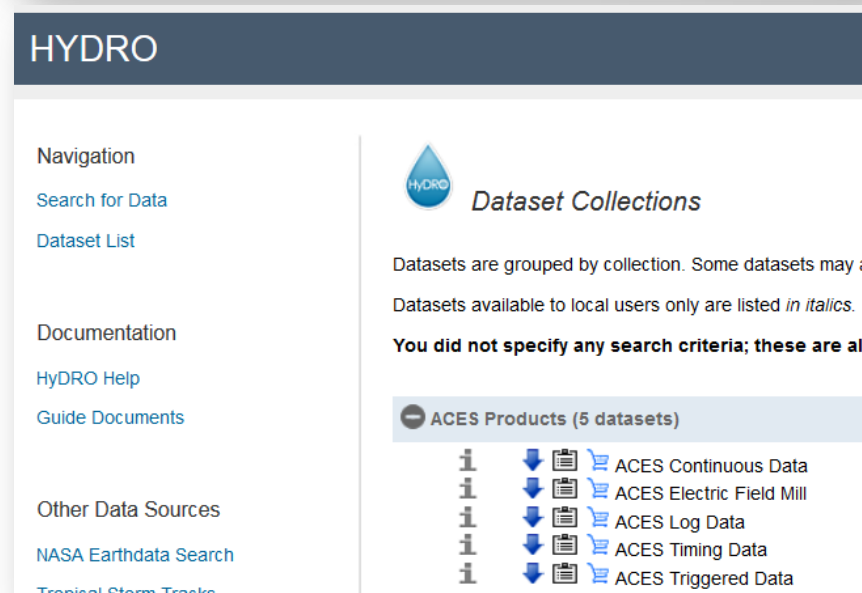 HYDRO
Navigation
Search for Data
Dataset List
Documentation
HyDRO Help
Guide Documents
Other Data Sources
NASA Earthdata Search
Tropical Storm Tracks
HyDRO
Dataset Collections
Datasets are grouped by collection. Some datasets may
Datasets available to local users only are listed in italics.
You did not specify any search criteria; these are
ACES Products (5 datasets)
ACES Continuous Data
ACES Electric Field Mill
ACES Log Data
ACES Timing Data
ACES Triggered Data